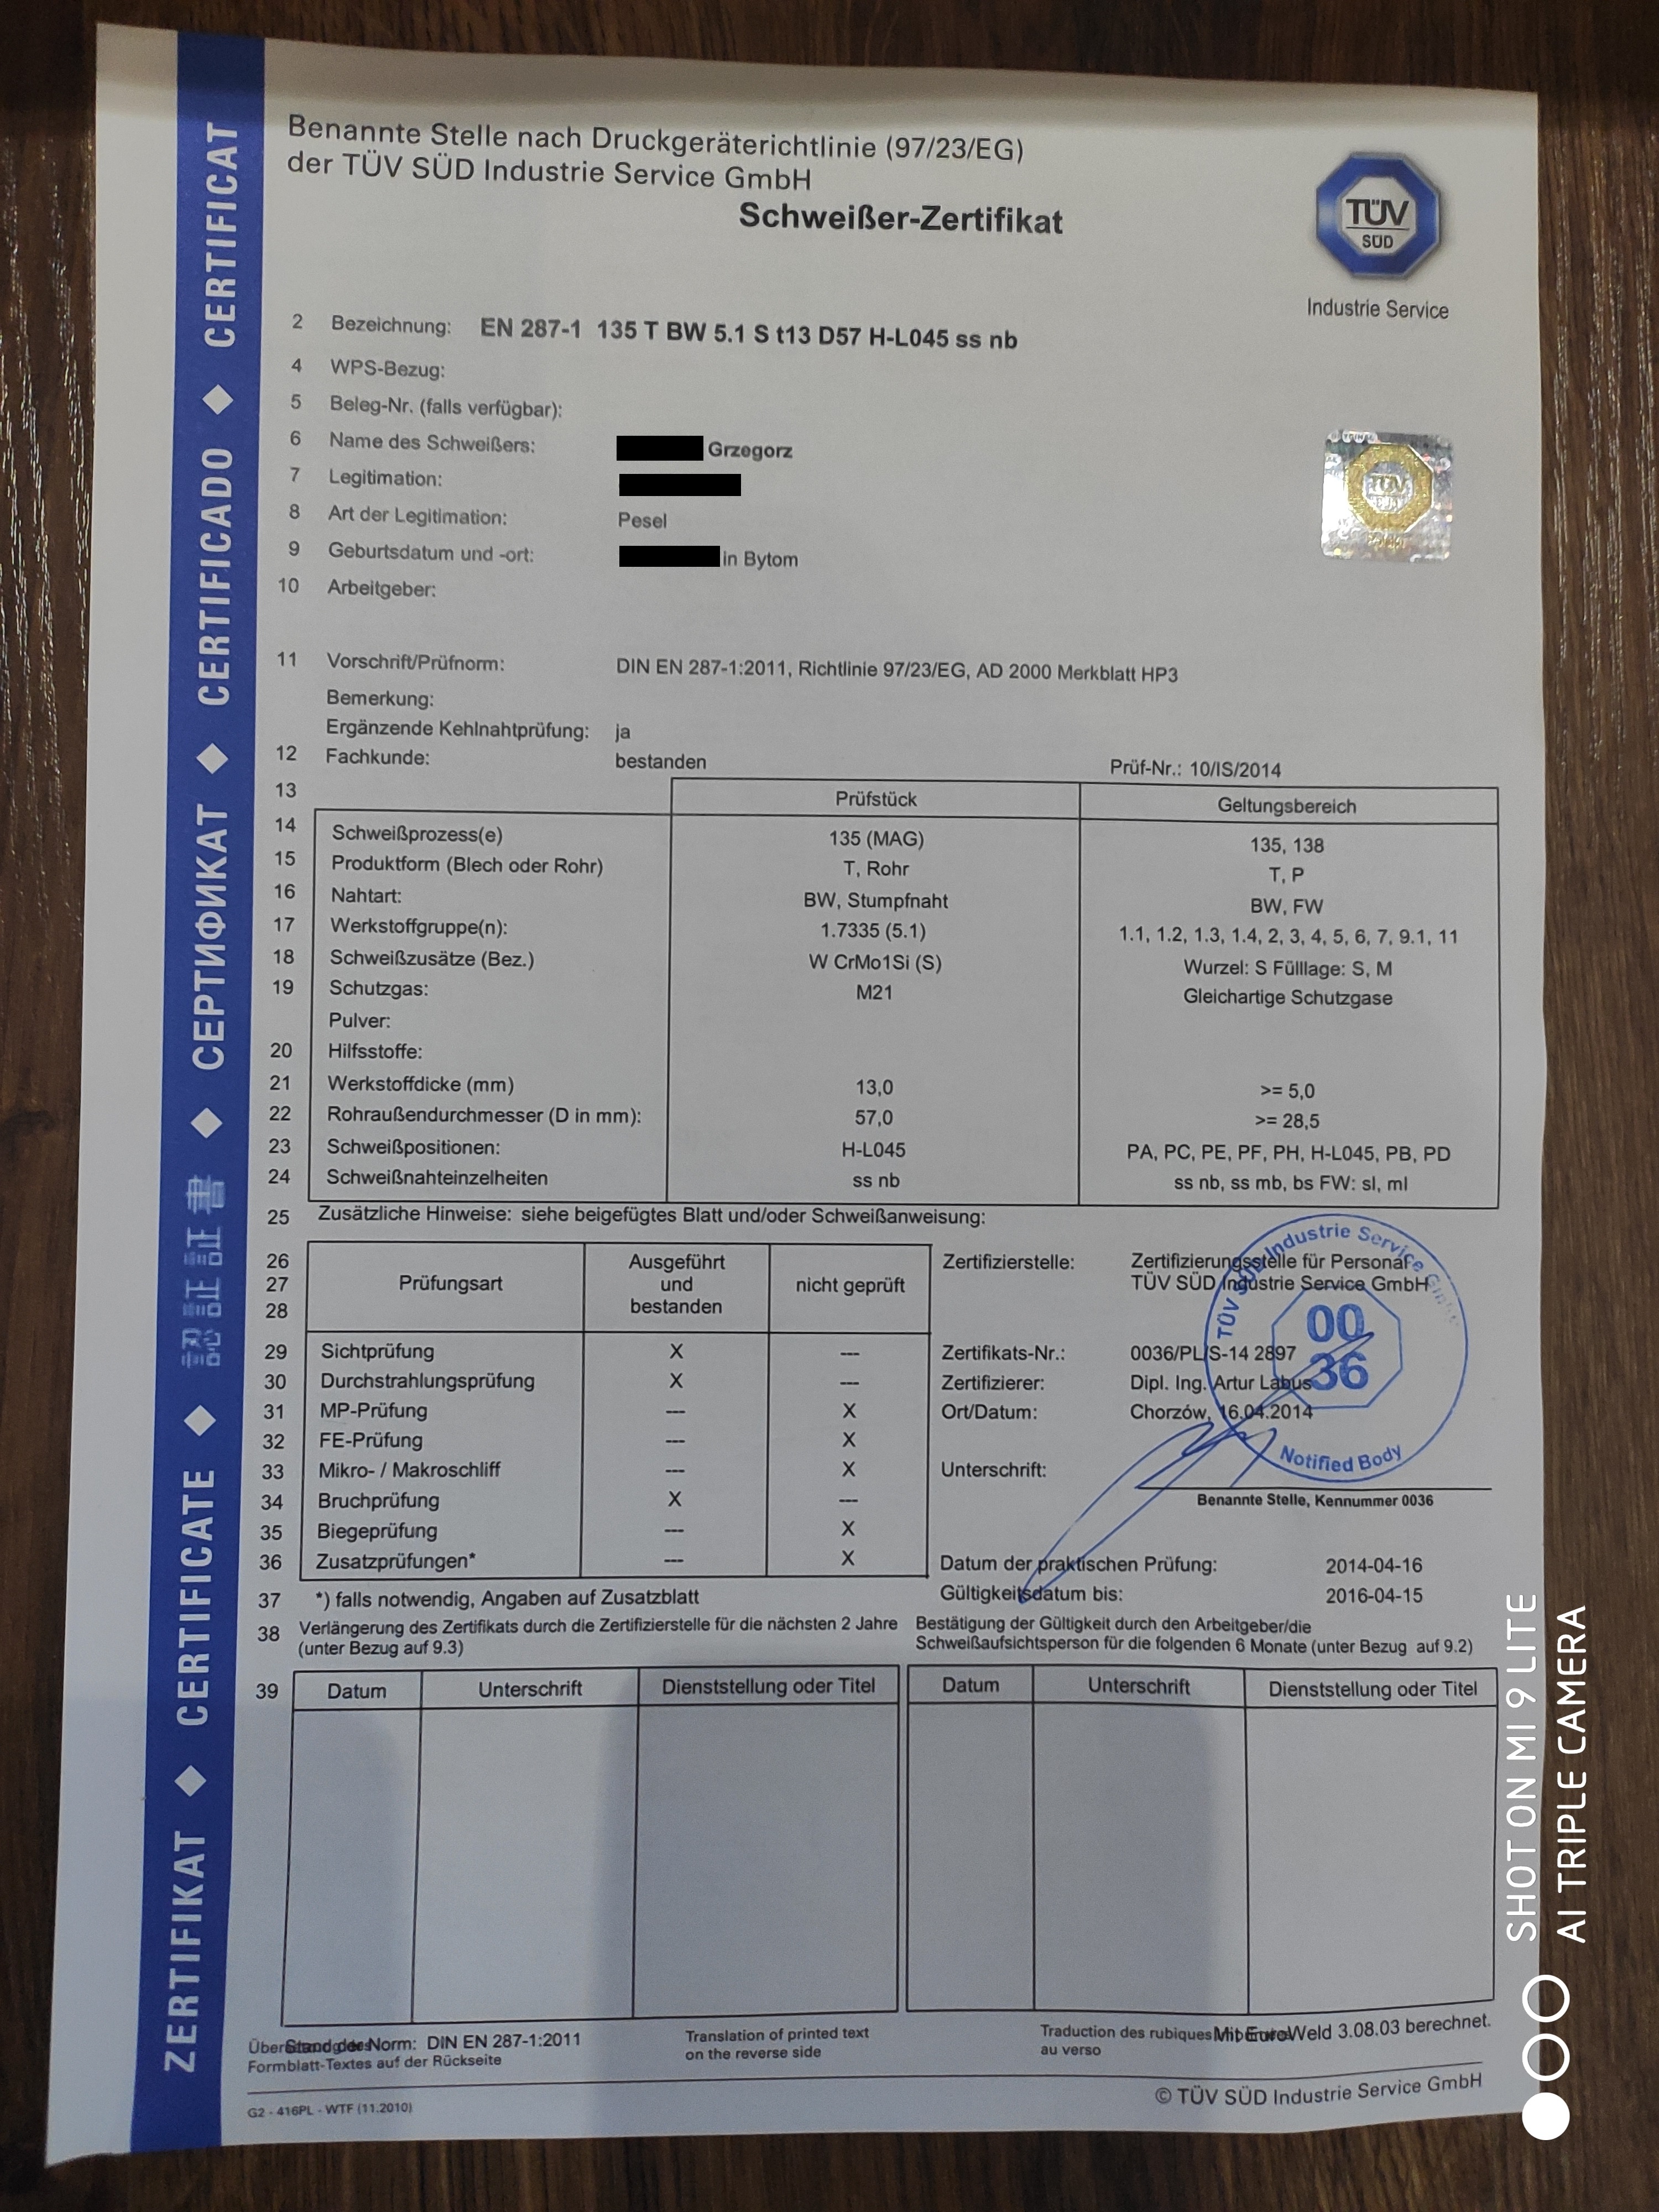 ZERTIFIKAT ◆ CERTIFICATE ◆ 認証証書 ◆ СЕРТИФИКАТ ◆ CERTIFICADO ◆ CERTIFICAT
Benannte Stelle nach Druckgeräterichtlinie (97/23/EG)
der TÜV SÜD Industrie Service GmbH
Schweißer-Zertifikat
TÜV
SÜD
Industrie Service
2 Bezeichnung: EN 287-1 135 T BW 5.1 S t13 D57 H-L045 ss nb
4 WPS-Bezug:
5 Beleg-Nr. (falls verfügbar):
6 Name des Schweißers: Grzegorz
7 Legitimation:
8 Art der Legitimation: Pesel
9 Geburtsdatum und -ort: in Bytom
10 Arbeitgeber:
TÜV
11 Vorschrift/Prüfnorm: DIN EN 287-1:2011, Richtlinie 97/23/EG, AD 2000 Merkblatt HP3
Bemerkung:
Ergänzende Kehlnahtprüfung: ja
12 Fachkunde: bestanden Prüf-Nr.: 10/IS/2014
13 Prüfstück Geltungsbereich
14 Schweißprozess(e) 135 (MAG) 135, 138
15 Produktform (Blech oder Rohr) T, Rohr T, P
16 Nahtart: BW, Stumpfnaht BW, FW
17 Werkstoffgruppe(n): 1.7335 (5.1) 1.1, 1.2, 1.3, 1.4, 2, 3, 4, 5, 6, 7, 9.1, 11
18 Schweißzusätze (Bez.) W CrMo1Si (S) Wurzel: S Fülllage: S, M
19 Schutzgas: M21 Gleichartige Schutzgase
Pulver:
20 Hilfsstoffe:
21 Werkstoffdicke (mm) 13,0 >= 5,0
22 Rohraußendurchmesser (D in mm): 57,0 >= 28,5
23 Schweißpositionen: H-L045 PA, PC, PE, PF, PH, H-L045, PB, PD
24 Schweißnahteinzelheiten ss nb ss nb, ss mb, bs FW: sl, ml
25 Zusätzliche Hinweise: siehe beigefügtes Blatt und/oder Schweißanweisung:
26 Ausgeführt
27 Prüfungsart und nicht geprüft
28 bestanden
29 Sichtprüfung X ---
30 Durchstrahlungsprüfung X ---
31 MP-Prüfung --- X
32 FE-Prüfung --- X
33 Mikro- / Makroschliff --- X
34 Bruchprüfung X ---
35 Biegeprüfung --- X
36 Zusatzprüfungen* --- X
37 *) falls notwendig, Angaben auf Zusatzblatt
Zertifizierstelle: Zertifizierungsstelle für Personal
TÜV SÜD Industrie Service GmbH
Zertifikats-Nr.: 0036/PL/S-14 2897
Zertifizierer: Dipl. Ing. Artur Labus
Ort/Datum: Chorzów, 16.04.2014
Unterschrift:
TÜV SÜD Industrie Service GmbH
00
36
Notified Body
Benannte Stelle, Kennummer 0036
Datum der praktischen Prüfung: 2014-04-16
Gültigkeitsdatum bis: 2016-04-15
38 Verlängerung des Zertifikats durch die Zertifizierstelle für die nächsten 2 Jahre
(unter Bezug auf 9.3)
Bestätigung der Gültigkeit durch den Arbeitgeber/die
Schweißaufsichtsperson für die folgenden 6 Monate (unter Bezug auf 9.2)
39 Datum Unterschrift Dienststellung oder Titel Datum Unterschrift Dienststellung oder Titel
Stand der Norm: DIN EN 287-1:2011
Formblatt-Textes auf der Rückseite
Translation of printed text
on the reverse side
Traduction des rubiques
au verso
Mit EuroWeld 3.08.03 berechnet.
G2 - 416PL - WTF (11.2010)
© TÜV SÜD Industrie Service GmbH
SHOT ON MI 9 LITE
AI TRIPLE CAMERA